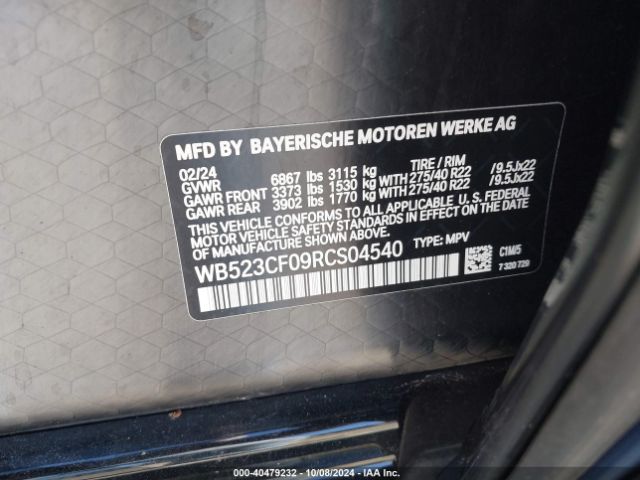 MFD BY BAYERISCHE MOTOREN WERKE AG
02/24 TIRE / RIM
GVWR 6867 lbs 3115 kg
GAWR FRONT 3373 lbs 1530 kg WITH 275/40 R22 /9.5Jx22
GAWR REAR 3902 lbs 1770 kg WITH 275/40 R22 /9.5Jx22
THIS VEHICLE CONFORMS TO ALL APPLICABLE U. S. FEDERAL
MOTOR VEHICLE SAFETY STANDARDS IN EFFECT ON THE DATE
OF MANUFACTURE SHOWN ABOVE.
WB523CF09RCS04540 TYPE: MPV
C1M/5
7 320 729
000-40479232 - 10/08/2024 - IAA Inc.